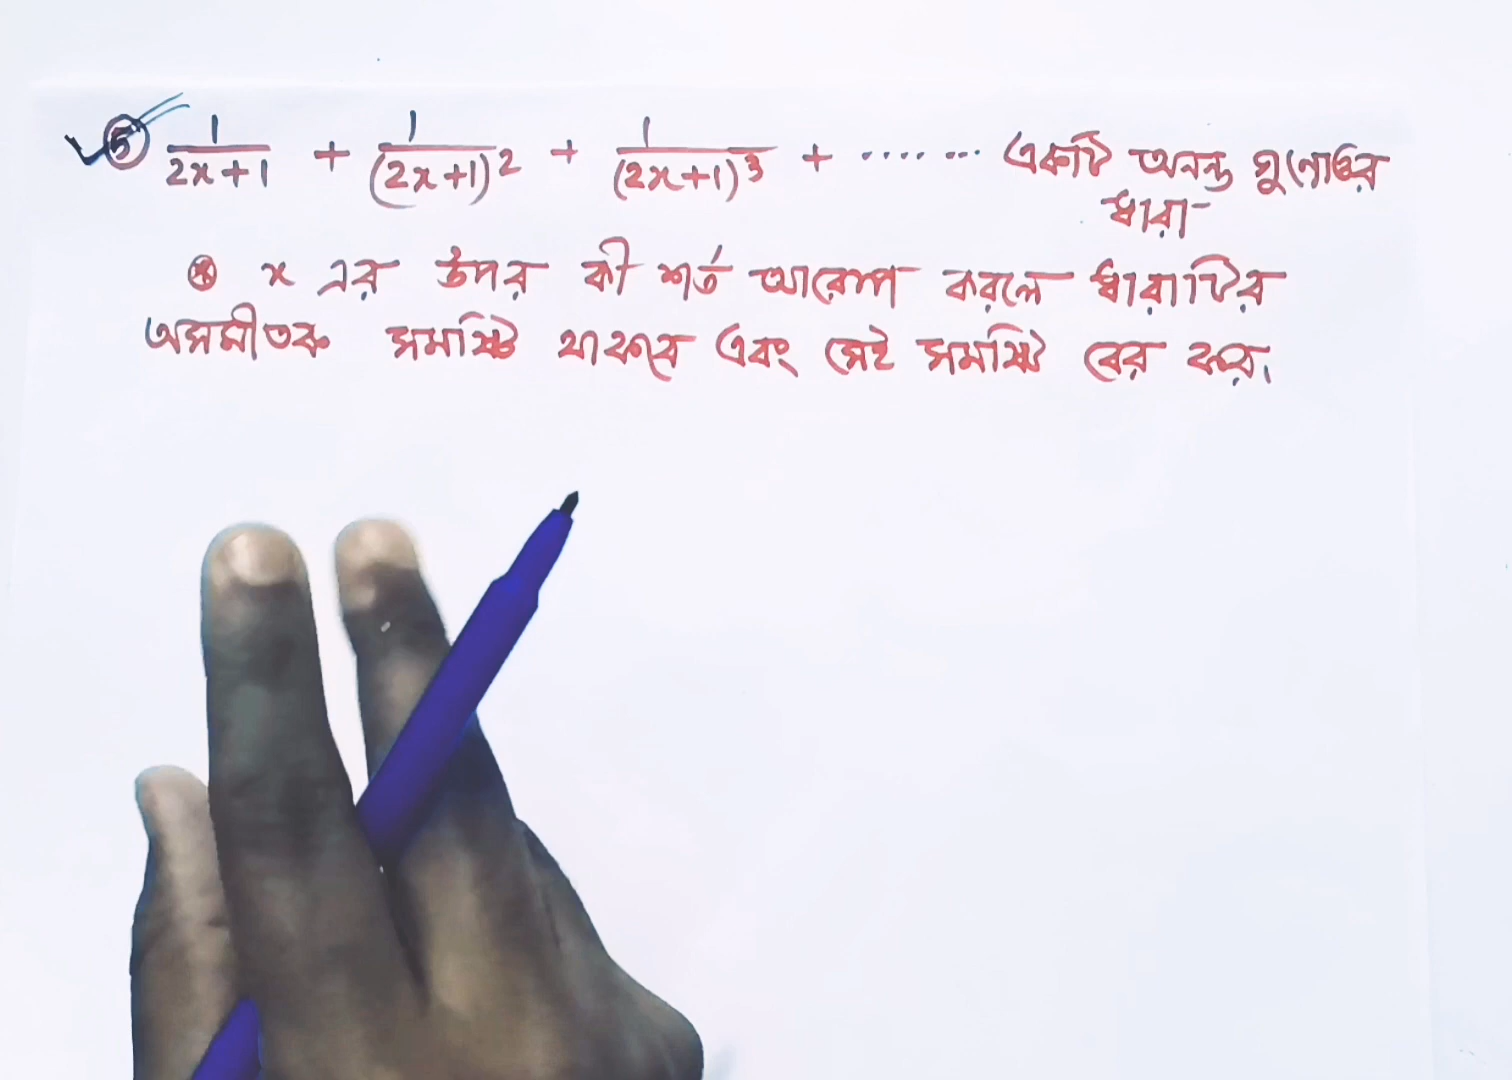 ⑤ 1/(2x+1) + 1/(2x+1)² + 1/(2x+1)³ + ........ একটি অনন্ত গুনোত্তর
ধারা
⊛ x এর উপর কী শর্ত আরোপ করলে ধারাটির
অসীমতক সমষ্টি থাকবে এবং সেই সমষ্টি বের কর।